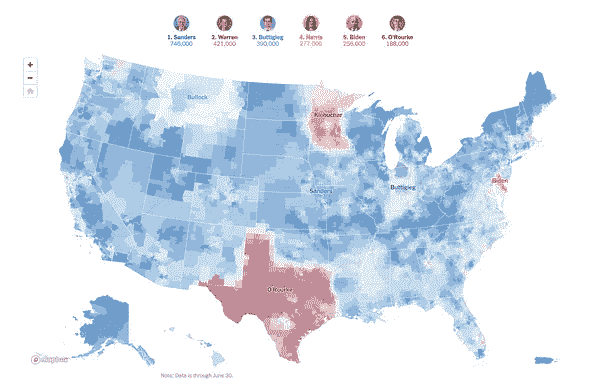 1. Sanders
746,000
2. Warren
421,000
3. Buttigieg
390,000
4. Harris
277,000
5. Biden
256,000
6. O'Rourke
188,000
+
−
Bullock
Klobuchar
Sanders
Buttigieg
Biden
O'Rourke
Note: Data is through June 30.